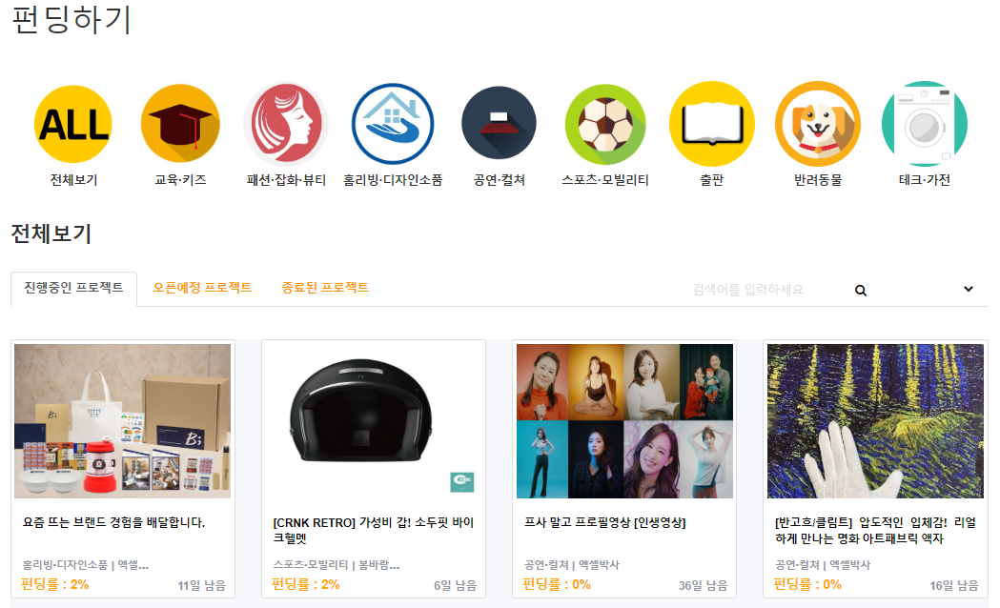 펀딩하기
ALL
전체보기
교육·키즈
패션·잡화·뷰티
홈리빙·디자인소품
공연·컬쳐
스포츠·모빌리티
출판
반려동물
테크·가전
전체보기
진행중인 프로젝트
오픈예정 프로젝트
종료된 프로젝트
검색어를 입력하세요
요즘 뜨는 브랜드 경험을 배달합니다.
홈리빙·디자인소품 | 엑셀...
펀딩률 : 2%
11일 남음
[CRNK RETRO] 가성비 갑! 소두핏 바이
크헬멧
스포츠·모빌리티 | 봄바람...
펀딩률 : 2%
6일 남음
프사 말고 프로필영상 [인생영상]
공연·컬쳐 | 엑셀박사
펀딩률 : 0%
36일 남음
[반고흐/클림트] 압도적인 입체감! 리얼
하게 만나는 명화 아트패브릭 액자
공연·컬쳐 | 엑셀박사
펀딩률 : 0%
16일 남음